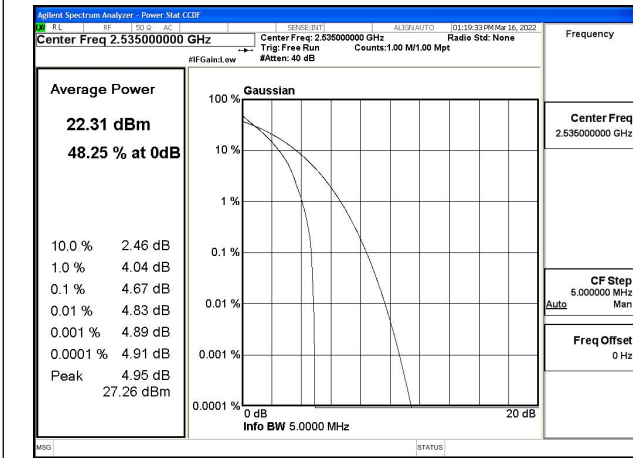 Agilent Spectrum Analyzer - Power Stat CCDF
RL RF 50 Ω AC SENSE:INT ALIGN AUTO 01:19:33 PM Mar 16, 2022
Center Freq 2.535000000 GHz
Center Freq: 2.535000000 GHz Radio Std: None
Trig: Free Run Counts:1.00 M/1.00 Mpt
#IFGain:Low #Atten: 40 dB
Frequency
Average Power
22.31 dBm
48.25 % at 0dB
10.0 % 2.46 dB
1.0 % 4.04 dB
0.1 % 4.67 dB
0.01 % 4.83 dB
0.001 % 4.89 dB
0.0001 % 4.91 dB
Peak 4.95 dB
27.26 dBm
Gaussian
100 %
10 %
1 %
0.1 %
0.01 %
0.001 %
0.0001 %
0 dB 20 dB
Info BW 5.0000 MHz
Center Freq
2.535000000 GHz
CF Step
5.000000 MHz
Auto Man
Freq Offset
0 Hz
MSG STATUS